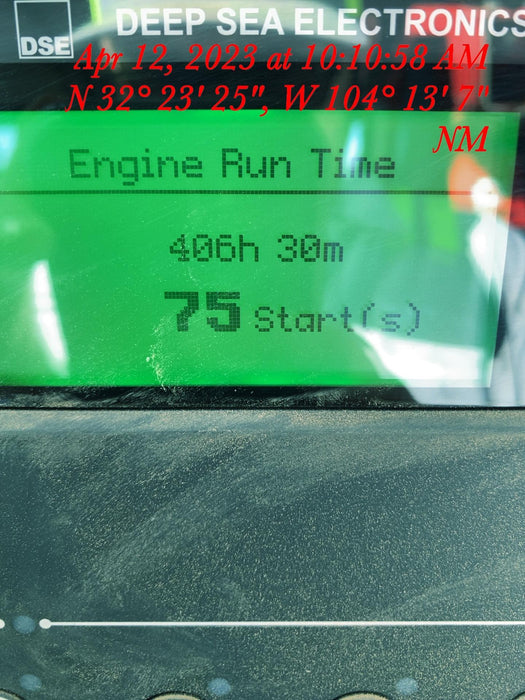 DSE DEEP SEA ELECTRONICS
Apr 12, 2023 at 10:10:58 AM
N 32° 23' 25", W 104° 13' 7"
NM
Engine Run Time
406h 30m
75 Start(s)